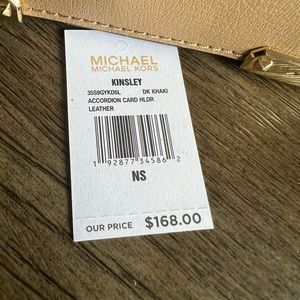 MICHAEL
MICHAEL KORS
KINSLEY
35S9GYKD5L DK KHAKI
ACCORDION CARD HLDR
LEATHER
1 92877 34586 2
NS
OUR PRICE $168.00